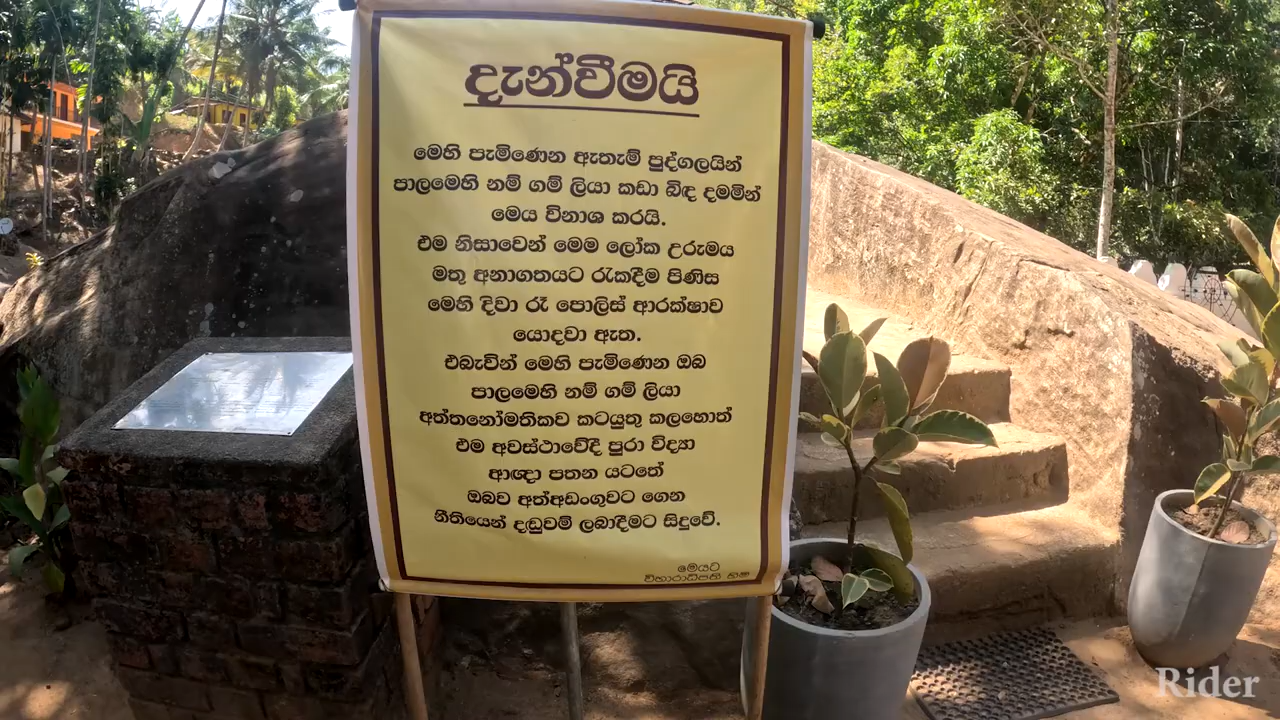 දැන්වීමයි
මෙහි පැමිණෙන ඇතැම් පුද්ගලයින්
පාලමෙහි නම් ගම් ලියා කඩා බිඳ දමමින්
මෙය විනාශ කරයි.
එම නිසාවෙන් මෙම ලෝක උරුමය
මතු අනාගතයට රැකදීම පිණිස
මෙහි දිවා රෑ පොලිස් ආරක්ෂාව
යොදවා ඇත.
එබැවින් මෙහි පැමිණෙන ඔබ
පාලමෙහි නම් ගම් ලියා
අත්තනෝමතිකව කටයුතු කලහොත්
එම අවස්ථාවේදී පුරා විද්‍යා
ආඥා පතන යටතේ
ඔබව අත්අඩංගුවට ගෙන
නීතියෙන් දඬුවම් ලබාදීමට සිදුවේ.
මෙයට
විහාරාධිපති හිමි
Rider